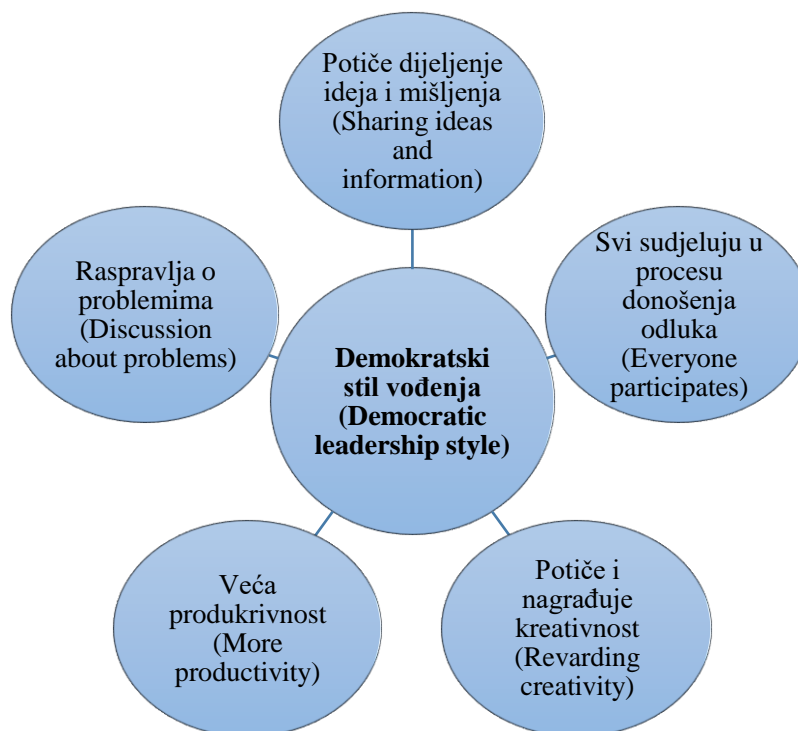 Potiče dijeljenje
ideja i mišljenja
(Sharing ideas
and
information)
Raspravlja o
problemima
(Discussion
about problems)
Svi sudjeluju u
procesu
donošenja
odluka
(Everyone
participates)
Demokratski
stil vođenja
(Democratic
leadership style)
Veća
produkrivnost
(More
productivity)
Potiče i
nagrađuje
kreativnost
(Revarding
creativity)